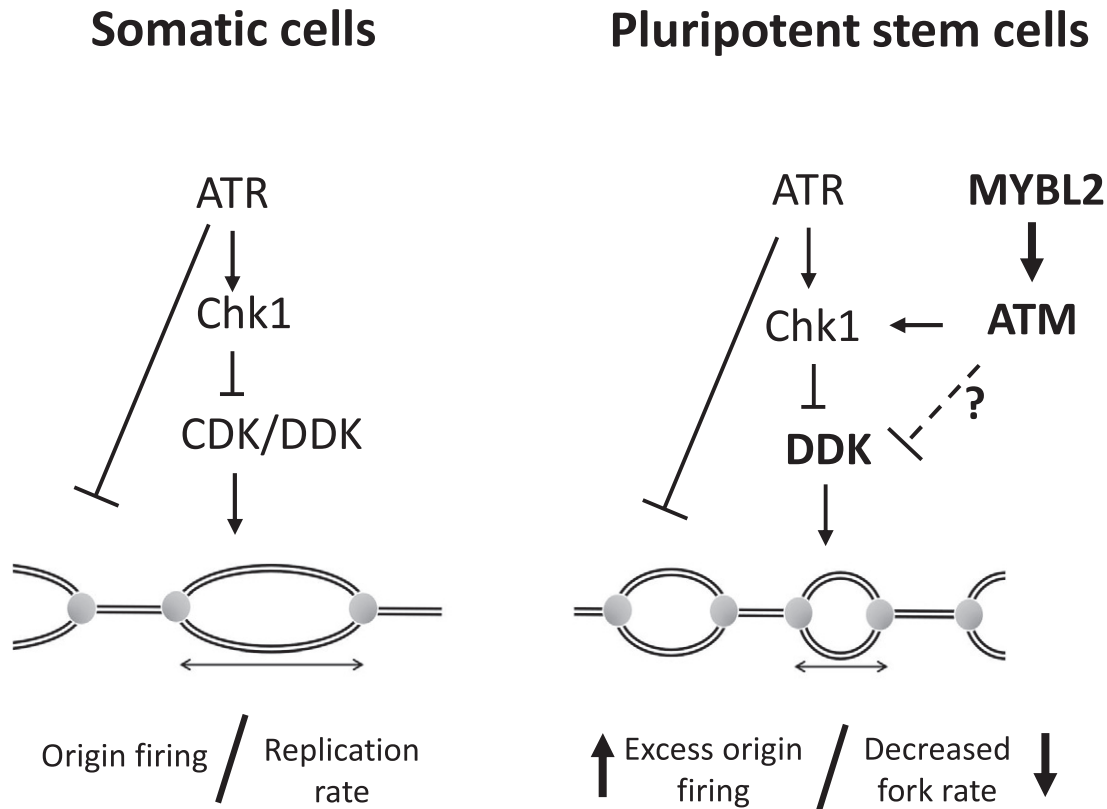 Somatic cells
Pluripotent stem cells
ATR
Chk1
CDK/DDK
Origin firing
Replication
rate
ATR
MYBL2
Chk1
ATM
?
DDK
Excess origin
firing
Decreased
fork rate